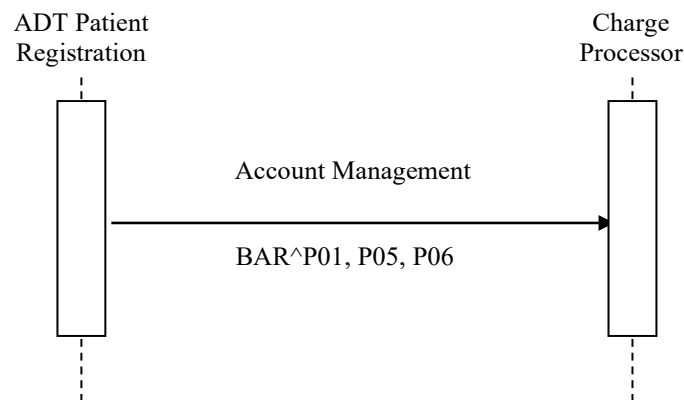 ADT Patient
Registration
Charge
Processor
Account Management
BAR^P01, P05, P06